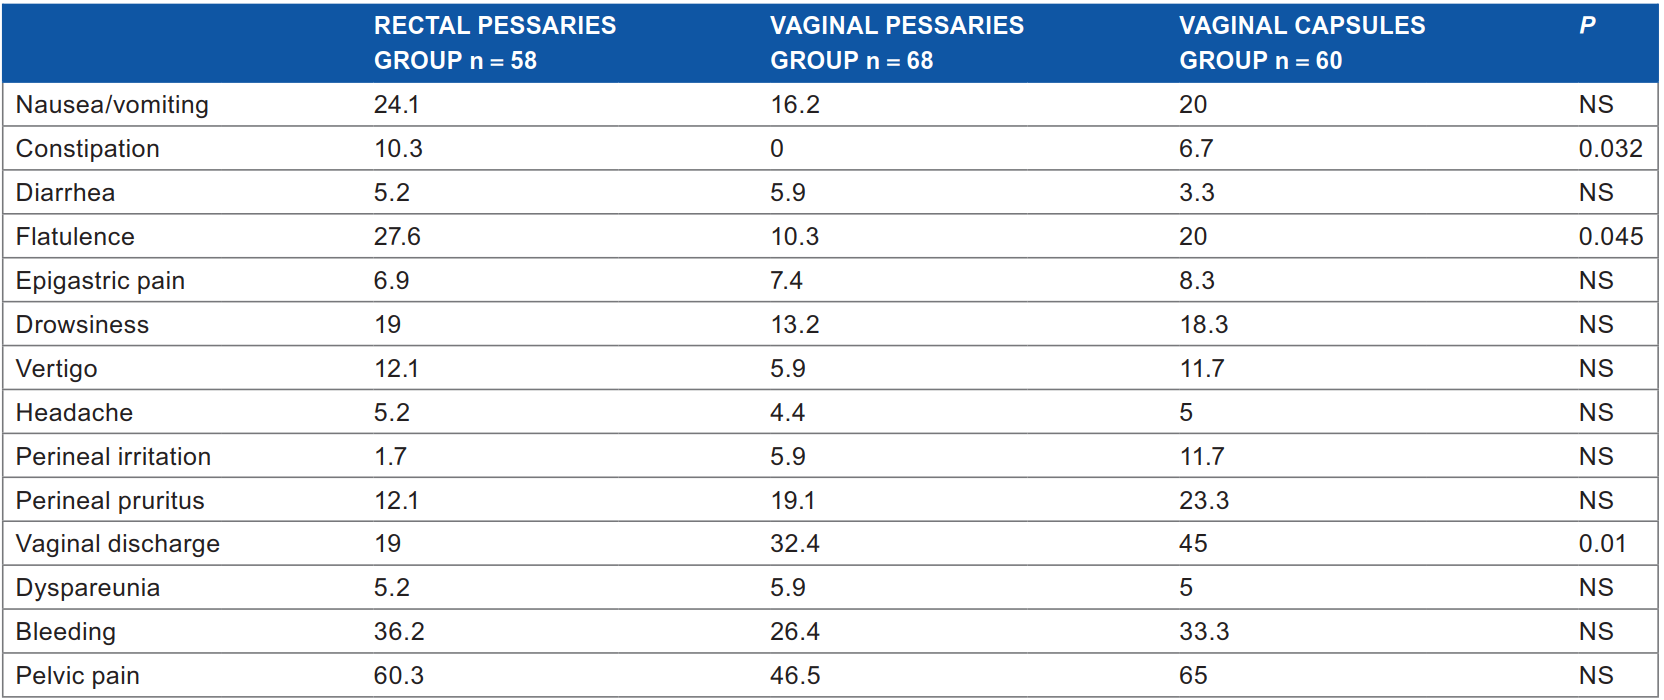 RECTAL PESSARIES VAGINAL PESSARIES VAGINAL CAPSULES P
GROUP n = 58 GROUP n = 68 GROUP n = 60
Nausea/vomiting 24.1 16.2 20 NS
Constipation 10.3 0 6.7 0.032
Diarrhea 5.2 5.9 3.3 NS
Flatulence 27.6 10.3 20 0.045
Epigastric pain 6.9 7.4 8.3 NS
Drowsiness 19 13.2 18.3 NS
Vertigo 12.1 5.9 11.7 NS
Headache 5.2 4.4 5 NS
Perineal irritation 1.7 5.9 11.7 NS
Perineal pruritus 12.1 19.1 23.3 NS
Vaginal discharge 19 32.4 45 0.01
Dyspareunia 5.2 5.9 5 NS
Bleeding 36.2 26.4 33.3 NS
Pelvic pain 60.3 46.5 65 NS